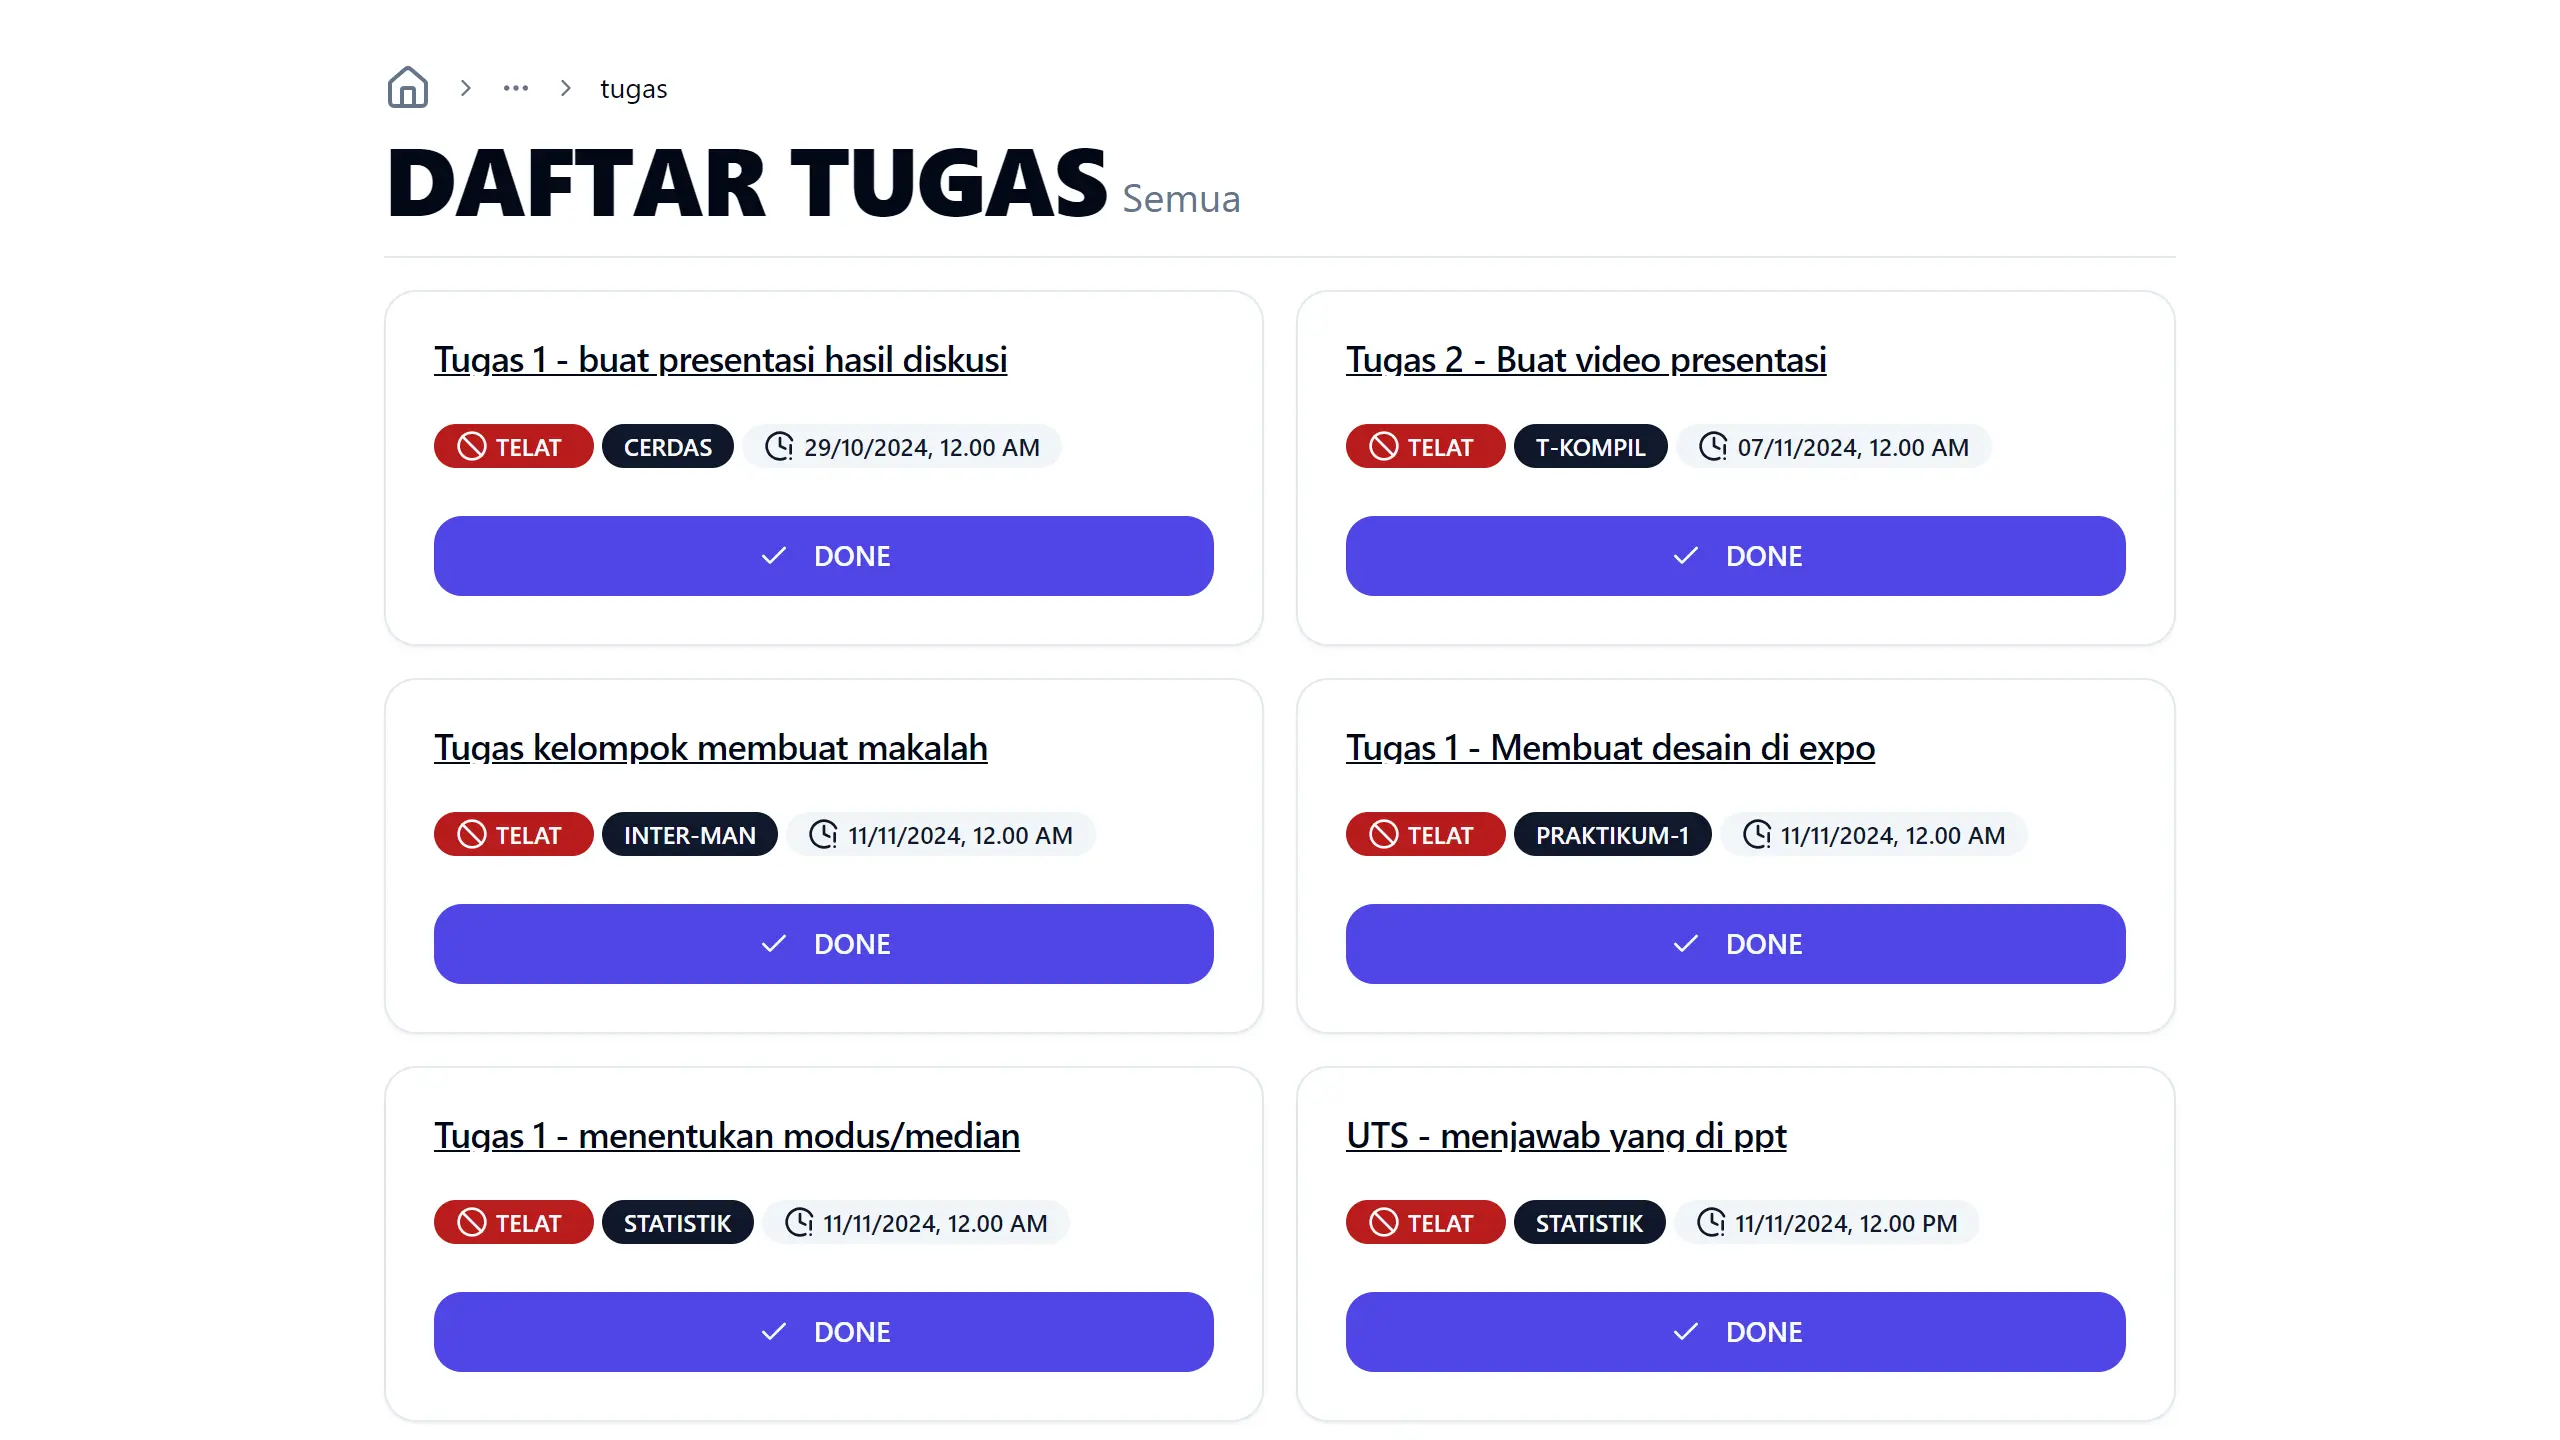 tugas
DAFTAR TUGAS Semua
Tugas 1 - buat presentasi hasil diskusi
TELAT CERDAS 29/10/2024, 12.00 AM
DONE
Tugas 2 - Buat video presentasi
TELAT T-KOMPIL 07/11/2024, 12.00 AM
DONE
Tugas kelompok membuat makalah
TELAT INTER-MAN 11/11/2024, 12.00 AM
DONE
Tugas 1 - Membuat desain di expo
TELAT PRAKTIKUM-1 11/11/2024, 12.00 AM
DONE
Tugas 1 - menentukan modus/median
TELAT STATISTIK 11/11/2024, 12.00 AM
DONE
UTS - menjawab yang di ppt
TELAT STATISTIK 11/11/2024, 12.00 PM
DONE